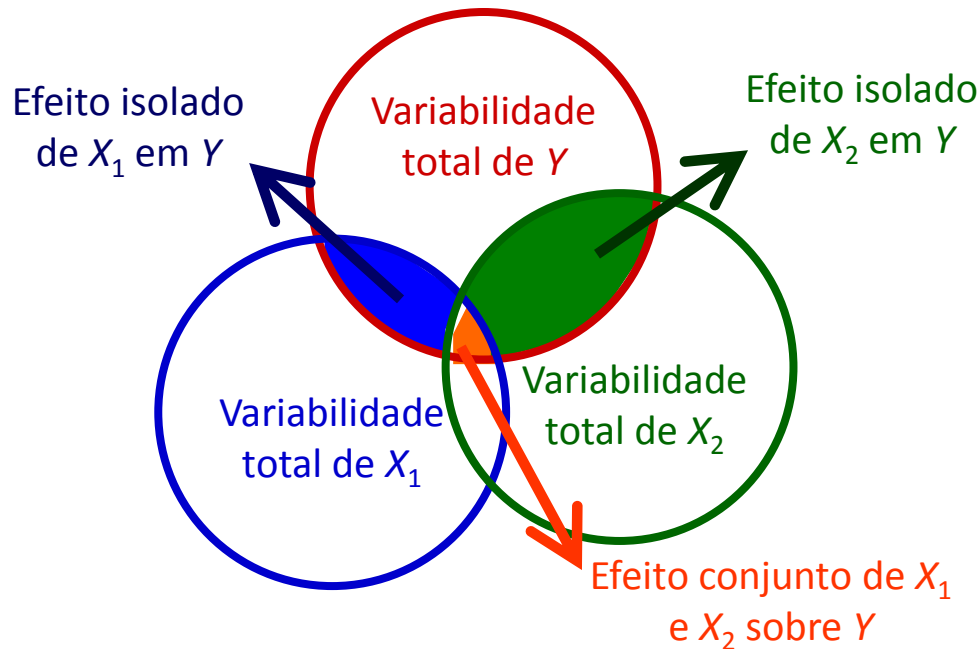 Efeito isolado
de X₁ em Y
Variabilidade
total de Y
Efeito isolado
de X₂ em Y
Variabilidade
total de X₁
Variabilidade
total de X₂
Efeito conjunto de X₁
e X₂ sobre Y